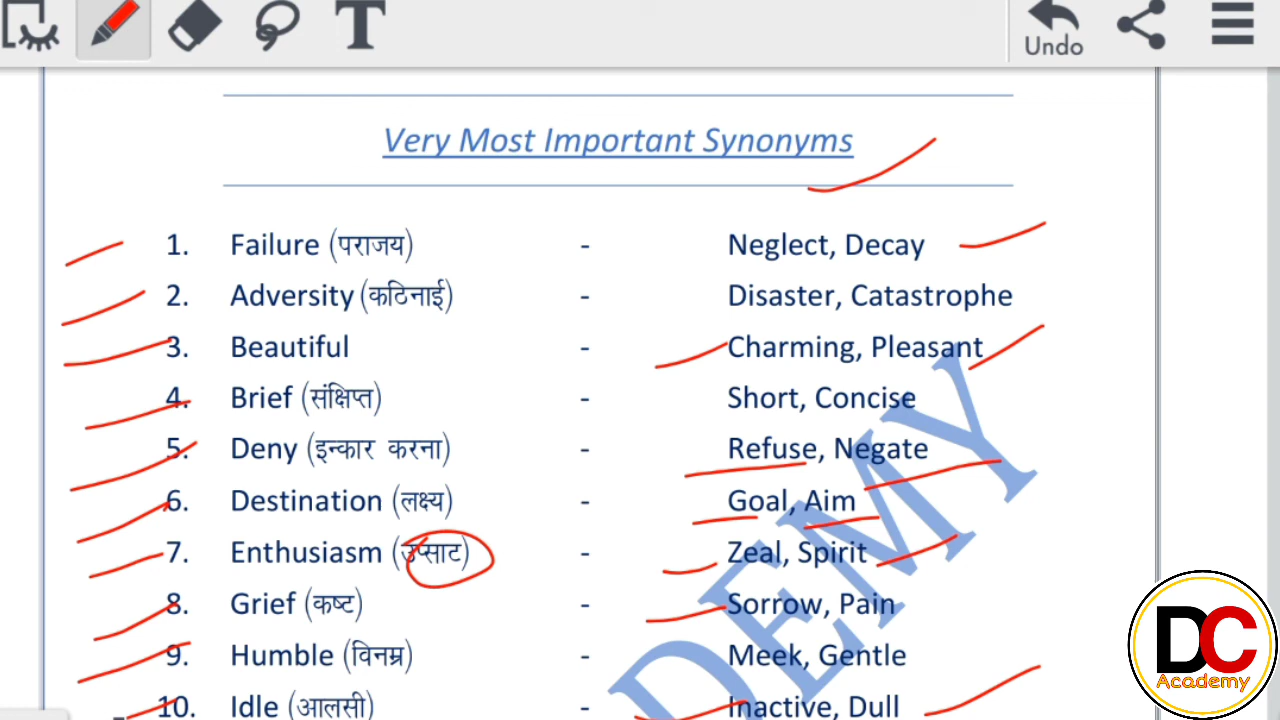 Undo
Very Most Important Synonyms
1. Failure (पराजय) - Neglect, Decay
2. Adversity (कठिनाई) - Disaster, Catastrophe
3. Beautiful - Charming, Pleasant
4. Brief (संक्षिप्त) - Short, Concise
5. Deny (इन्कार करना) - Refuse, Negate
6. Destination (लक्ष्य) - Goal, Aim
7. Enthusiasm (उप्साट) - Zeal, Spirit
8. Grief (कष्ट) - Sorrow, Pain
9. Humble (विनम्र) - Meek, Gentle
10. Idle (आलसी) - Inactive, Dull
DEMY
DC
Academy